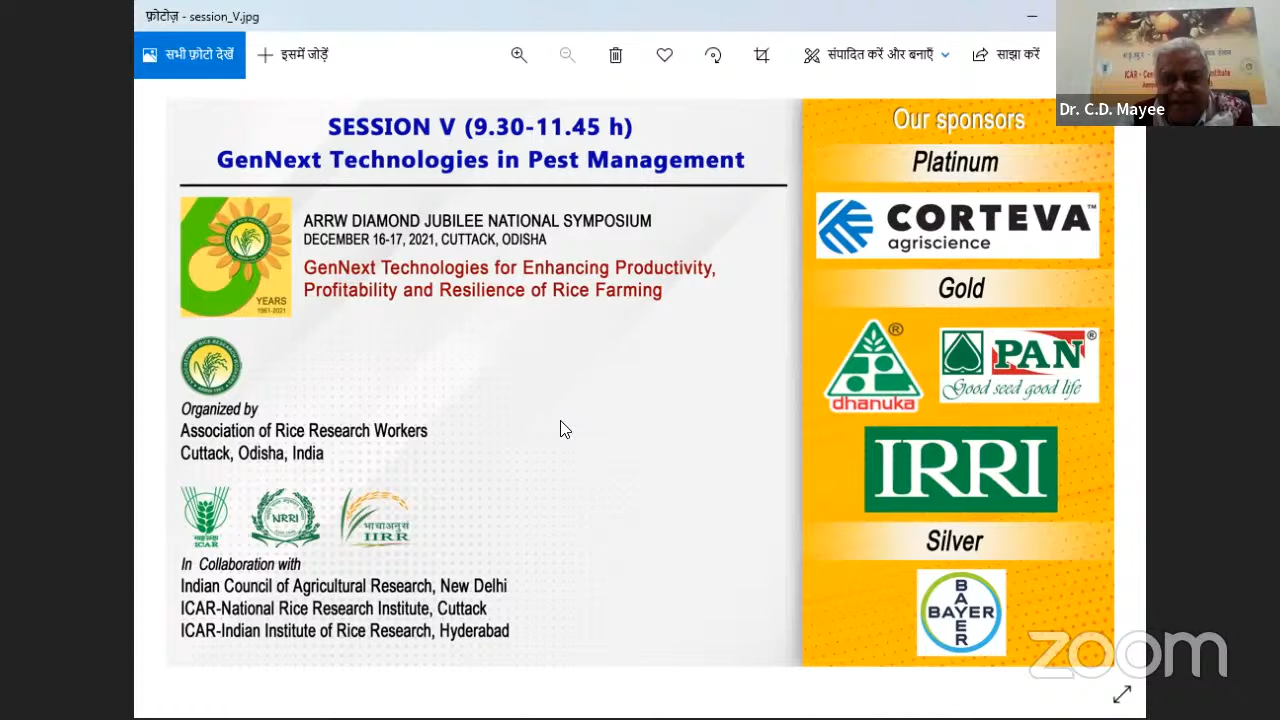 फ़ोटोज़ - session_V.jpg
सभी फ़ोटो देखें
इसमें जोड़ें
संपादित करें और बनाएँ
साझा करें
Dr. C.D. Mayee
SESSION V (9.30-11.45 h)
GenNext Technologies in Pest Management
YEARS
1961-2021
ARRW DIAMOND JUBILEE NATIONAL SYMPOSIUM
DECEMBER 16-17, 2021, CUTTACK, ODISHA
GenNext Technologies for Enhancing Productivity,
Profitability and Resilience of Rice Farming
Organized by
Association of Rice Research Workers
Cuttack, Odisha, India
ICAR
NRRI
भाचाअनुसं
IIRR
In Collaboration with
Indian Council of Agricultural Research, New Delhi
ICAR-National Rice Research Institute, Cuttack
ICAR-Indian Institute of Rice Research, Hyderabad
Our sponsors
Platinum
CORTEVA™
agriscience
Gold
dhanuka®
PAN®
Good seed good life
IRRI
Silver
BAYER
BAYER
zoom